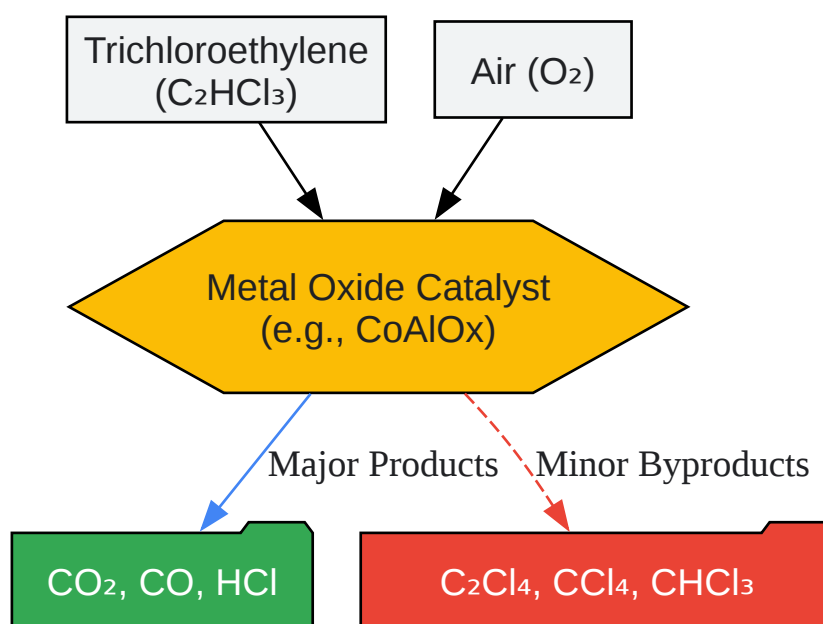 Trichloroethylene
(C₂HCl₃)
Air (O₂)
Metal Oxide Catalyst
(e.g., CoAlOx)
Major Products
Minor Byproducts
CO₂, CO, HCl
C₂Cl₄, CCl₄, CHCl₃